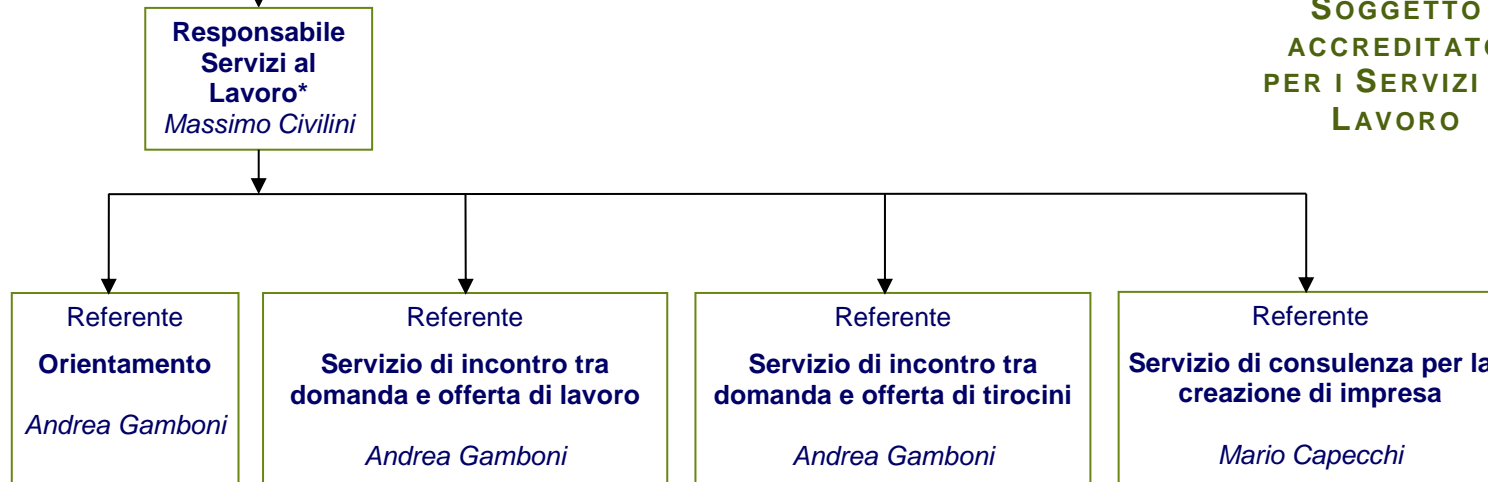 Responsabile
Servizi al
Lavoro*
Massimo Civilini
SOGGETTO
ACCREDITATO
PER I SERVIZI
LAVORO
Referente
Orientamento
Andrea Gamboni
Referente
Servizio di incontro tra
domanda e offerta di lavoro
Andrea Gamboni
Referente
Servizio di incontro tra
domanda e offerta di tirocini
Andrea Gamboni
Referente
Servizio di consulenza per la
creazione di impresa
Mario Capecchi